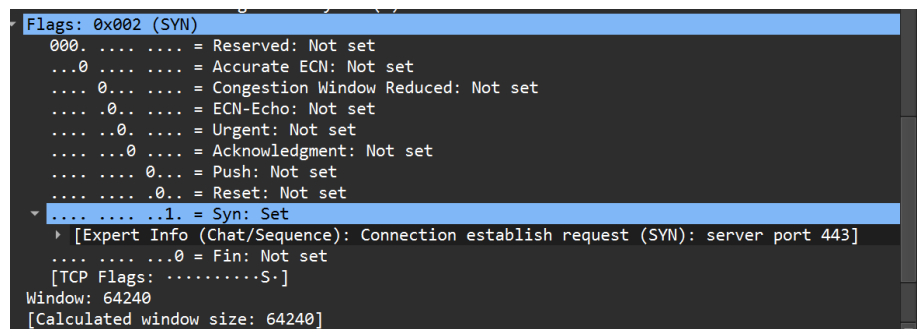 Flags: 0x002 (SYN)
000. .... .... = Reserved: Not set
...0 .... .... = Accurate ECN: Not set
.... 0... .... = Congestion Window Reduced: Not set
.... .0.. .... = ECN-Echo: Not set
.... ..0. .... = Urgent: Not set
.... ...0 .... = Acknowledgment: Not set
.... .... 0... = Push: Not set
.... .... .0.. = Reset: Not set
.... .... ..1. = Syn: Set
[Expert Info (Chat/Sequence): Connection establish request (SYN): server port 443]
.... .... ...0 = Fin: Not set
[TCP Flags: ··········S·]
Window: 64240
[Calculated window size: 64240]